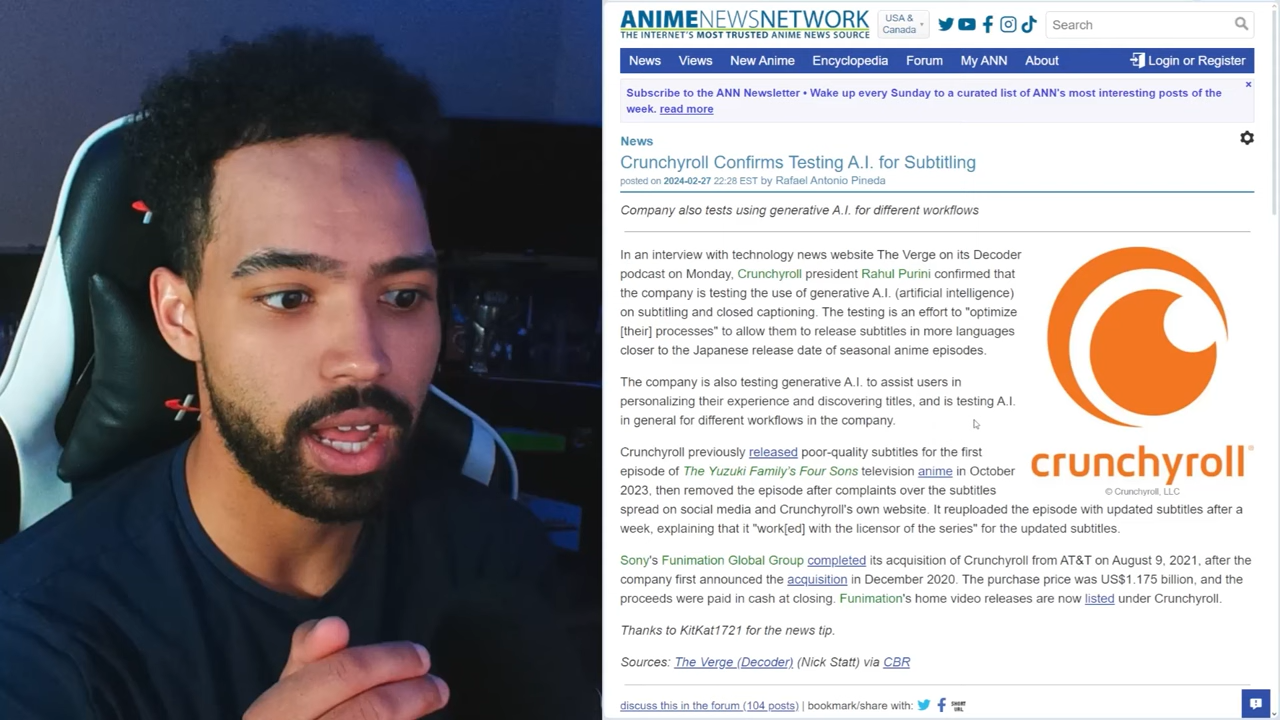 ANIMENEWSNETWORK
THE INTERNET'S MOST TRUSTED ANIME NEWS SOURCE
USA &
Canada
Search
News Views New Anime Encyclopedia Forum My ANN About Login or Register
Subscribe to the ANN Newsletter • Wake up every Sunday to a curated list of ANN's most interesting posts of the
week. read more
x
News
Crunchyroll Confirms Testing A.I. for Subtitling
posted on 2024-02-27 22:28 EST by Rafael Antonio Pineda
Company also tests using generative A.I. for different workflows
In an interview with technology news website The Verge on its Decoder
podcast on Monday, Crunchyroll president Rahul Purini confirmed that
the company is testing the use of generative A.I. (artificial intelligence)
on subtitling and closed captioning. The testing is an effort to "optimize
[their] processes" to allow them to release subtitles in more languages
closer to the Japanese release date of seasonal anime episodes.
The company is also testing generative A.I. to assist users in
personalizing their experience and discovering titles, and is testing A.I.
in general for different workflows in the company.
crunchyroll®
© Crunchyroll, LLC
Crunchyroll previously released poor-quality subtitles for the first
episode of The Yuzuki Family's Four Sons television anime in October
2023, then removed the episode after complaints over the subtitles
spread on social media and Crunchyroll's own website. It reuploaded the episode with updated subtitles after a
week, explaining that it "work[ed] with the licensor of the series" for the updated subtitles.
Sony's Funimation Global Group completed its acquisition of Crunchyroll from AT&T on August 9, 2021, after the
company first announced the acquisition in December 2020. The purchase price was US$1.175 billion, and the
proceeds were paid in cash at closing. Funimation's home video releases are now listed under Crunchyroll.
Thanks to KitKat1721 for the news tip.
Sources: The Verge (Decoder) (Nick Statt) via CBR
discuss this in the forum (104 posts) | bookmark/share with: SHORT
URL